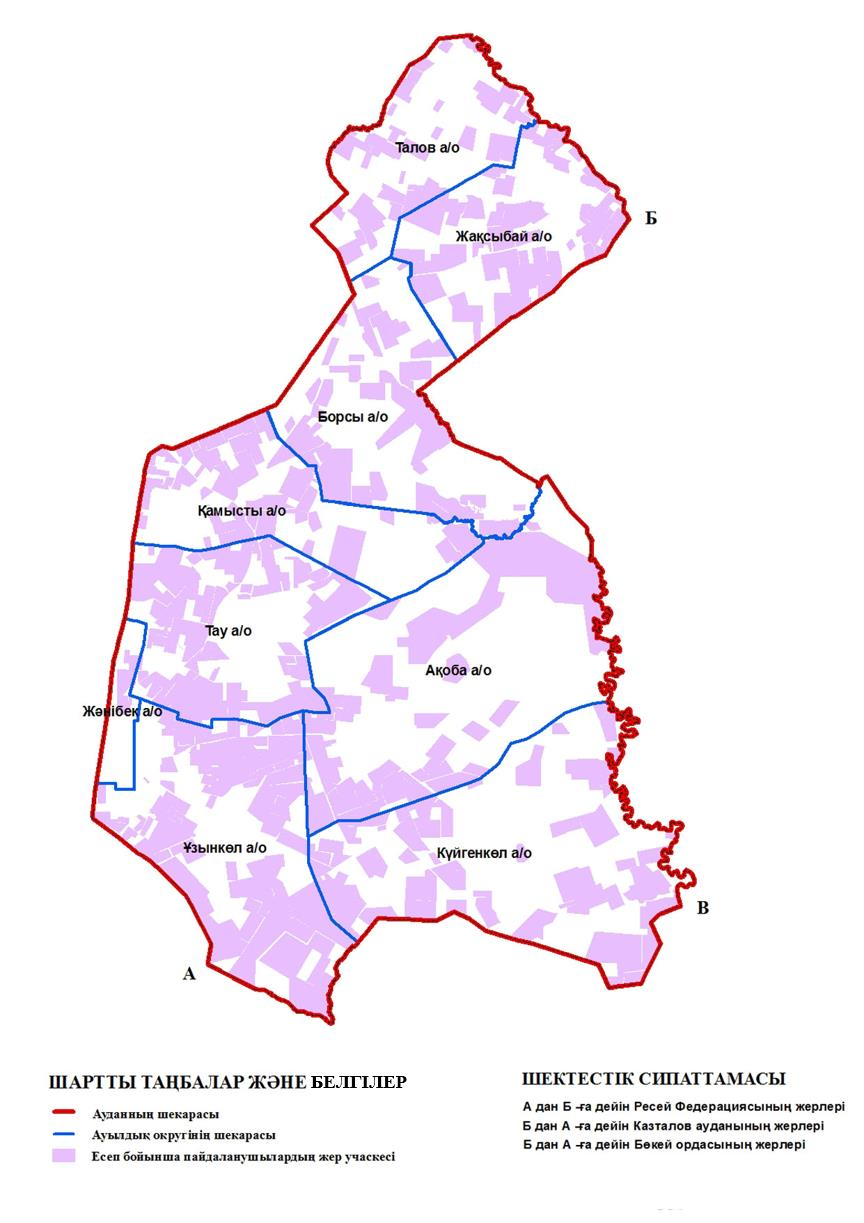 Талов а/о
Б
Жақсыбай а/о
Борсы а/о
Қамысты а/о
Тау а/о
Ақоба а/о
Жәнібек а/о
Ұзынкөл а/о
Күйгенкөл а/о
В
А
ШАРТТЫ ТАҢБАЛАР ЖӘНЕ БЕЛГІЛЕР
Ауданның шекарасы
Ауылдық округінің шекарасы
Есеп бойынша пайдаланушылардың жер учаскесі
ШЕКТЕСТІК СИПАТТАМАСЫ
А дан Б -ға дейін Ресей Федерациясының жерлері
Б дан А -ға дейін Казталов ауданының жерлері
Б дан А -ға дейін Бөкей ордасының жерлері